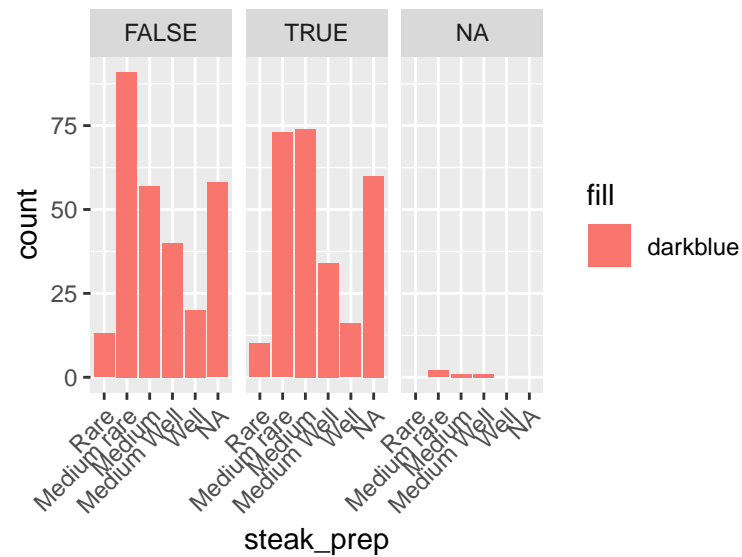 FALSE TRUE NA
count
75
50
25
0
Rare Medium rare Medium Medium Well Well NA
Rare Medium rare Medium Medium Well Well NA
Rare Medium rare Medium Medium Well Well NA
steak_prep
fill
darkblue